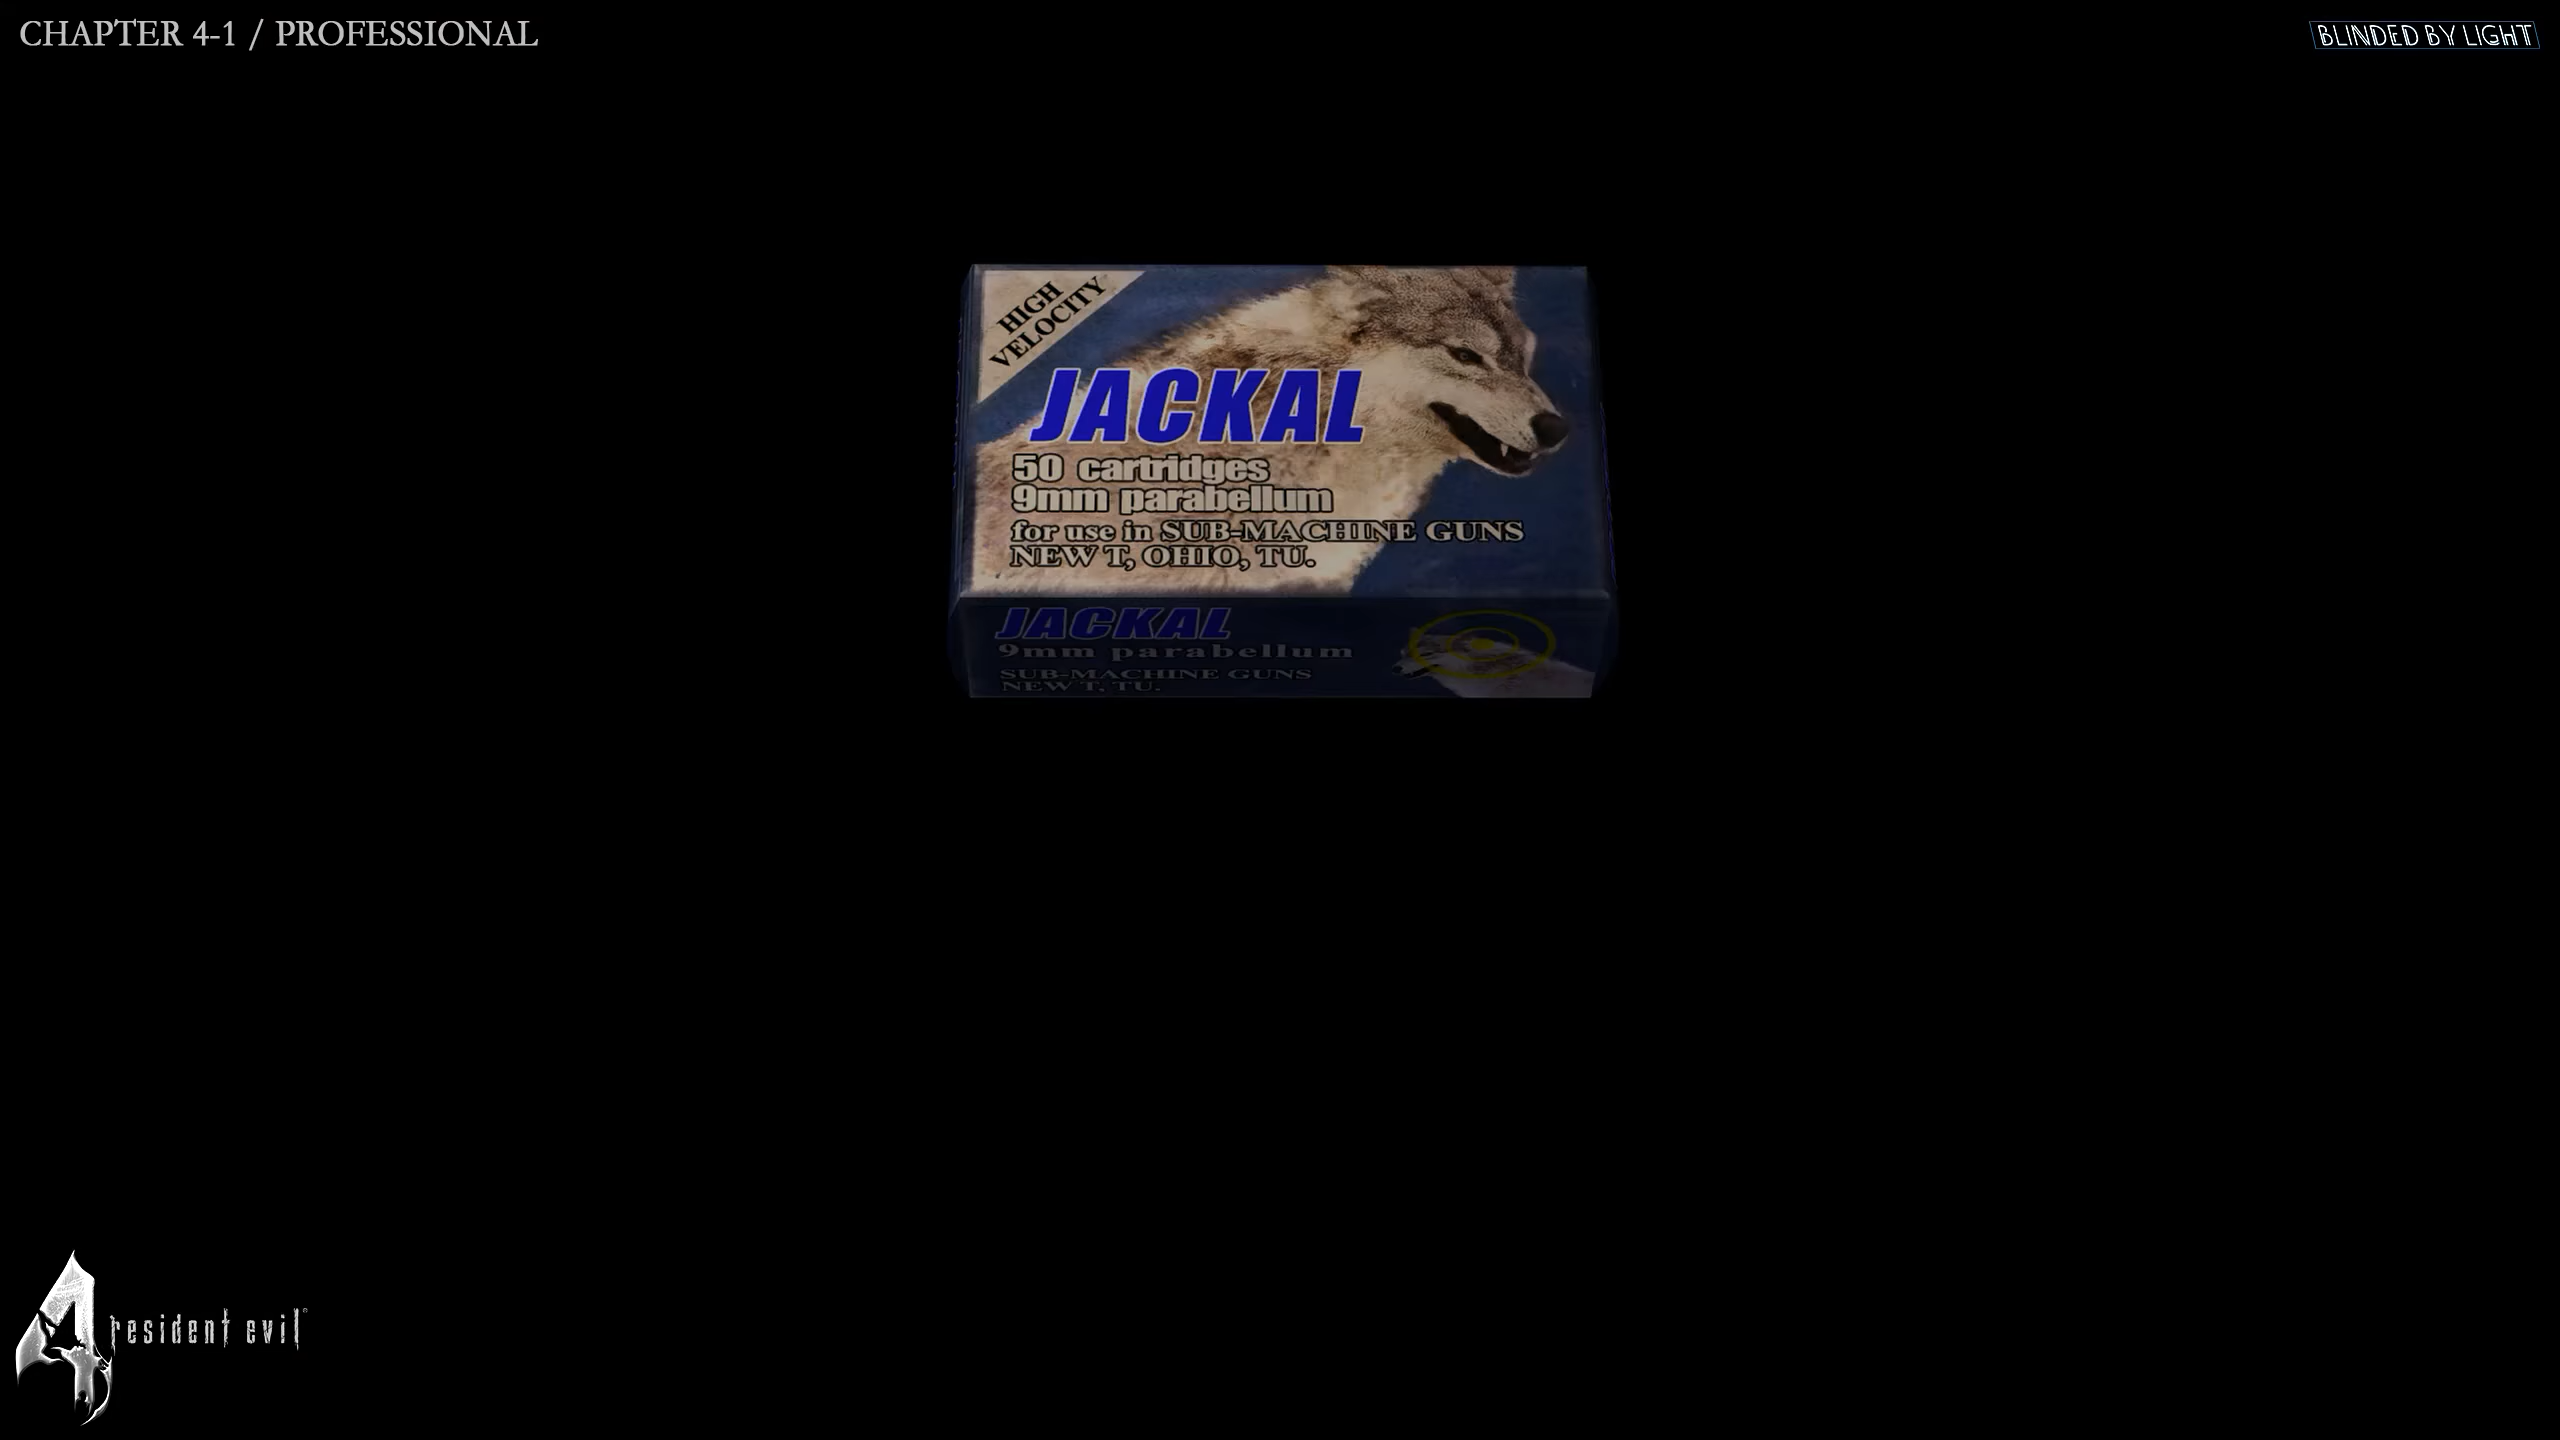 CHAPTER 4-1 / PROFESSIONAL
BLINDED BY LIGHT
HIGH
VELOCITY
JACKAL
50 cartridges
9mm parabellum
for use in SUB-MACHINE GUNS
NEW T, OHIO, TU.
JACKAL
9mm parabellum
SUB-MACHINE GUNS
NEW T, TU.
4
resident evil